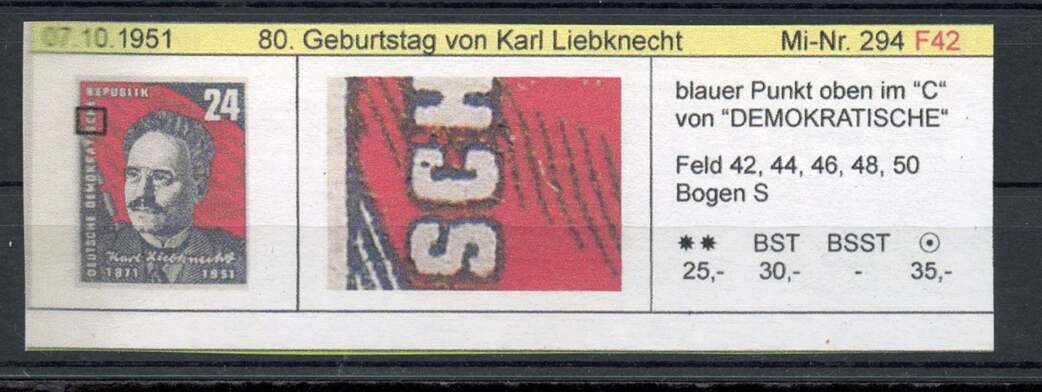 07.10.1951 80. Geburtstag von Karl Liebknecht Mi-Nr. 294 F42
REPUBLIK
24
DEUTSCHE DEMOKRATISCHE
Karl Liebknecht
1871 1951
SCH
blauer Punkt oben im "C"
von "DEMOKRATISCHE"
Feld 42, 44, 46, 48, 50
Bogen S
✷✷ BST BSST ⊙
25,- 30,- - 35,-